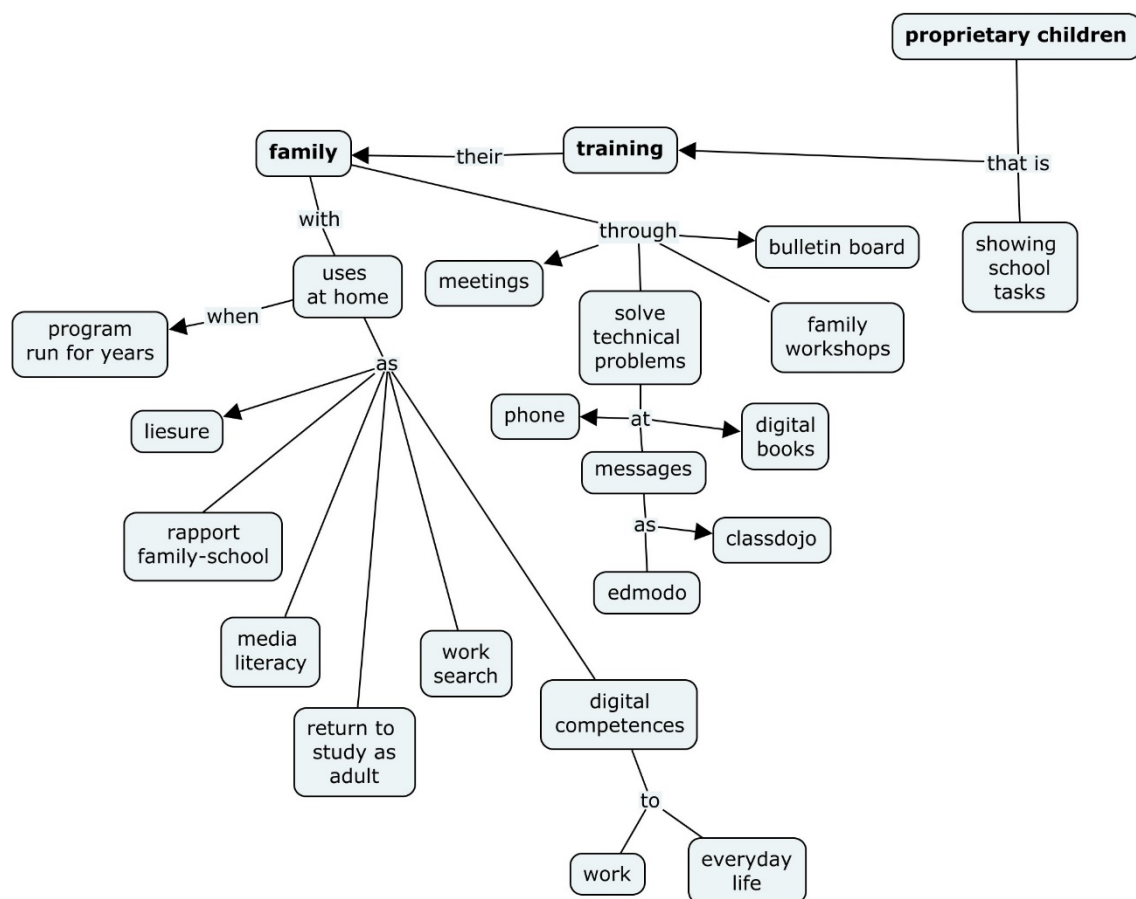 proprietary children
family
their
training
that is
with
through
bulletin board
showing
school
tasks
uses
at home
meetings
when
program
run for years
solve
technical
problems
family
workshops
as
liesure
phone
at
digital
books
messages
rapport
family-school
as
classdojo
edmodo
media
literacy
work
search
return to
study as
adult
digital
competences
to
work
everyday
life